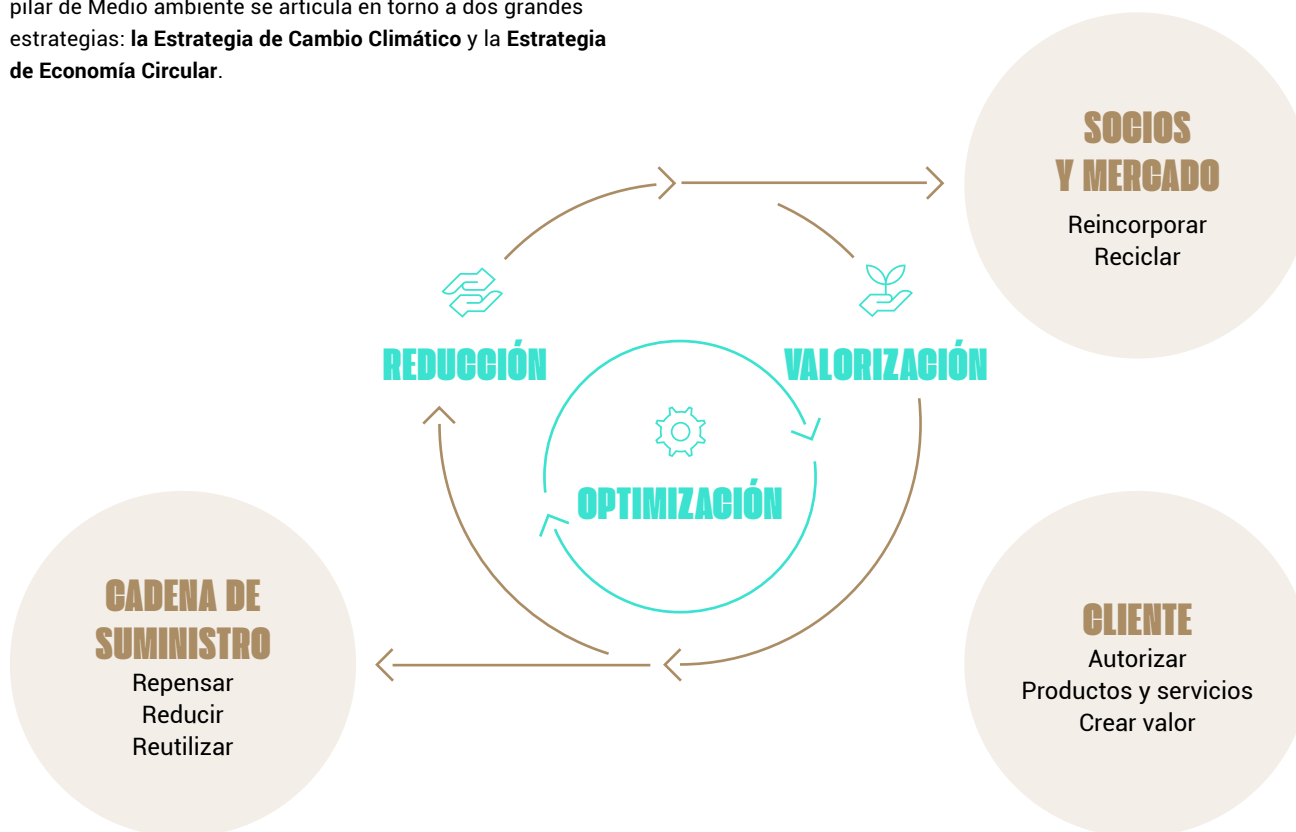 pilar de Medio ambiente se articula en torno a dos grandes
estrategias: la Estrategia de Cambio Climático y la Estrategia
de Economía Circular.
SOCIOS
Y MERCADO
Reincorporar
Reciclar
REDUCCIÓN
VALORIZACIÓN
OPTIMIZACIÓN
CADENA DE
SUMINISTRO
Repensar
Reducir
Reutilizar
CLIENTE
Autorizar
Productos y servicios
Crear valor